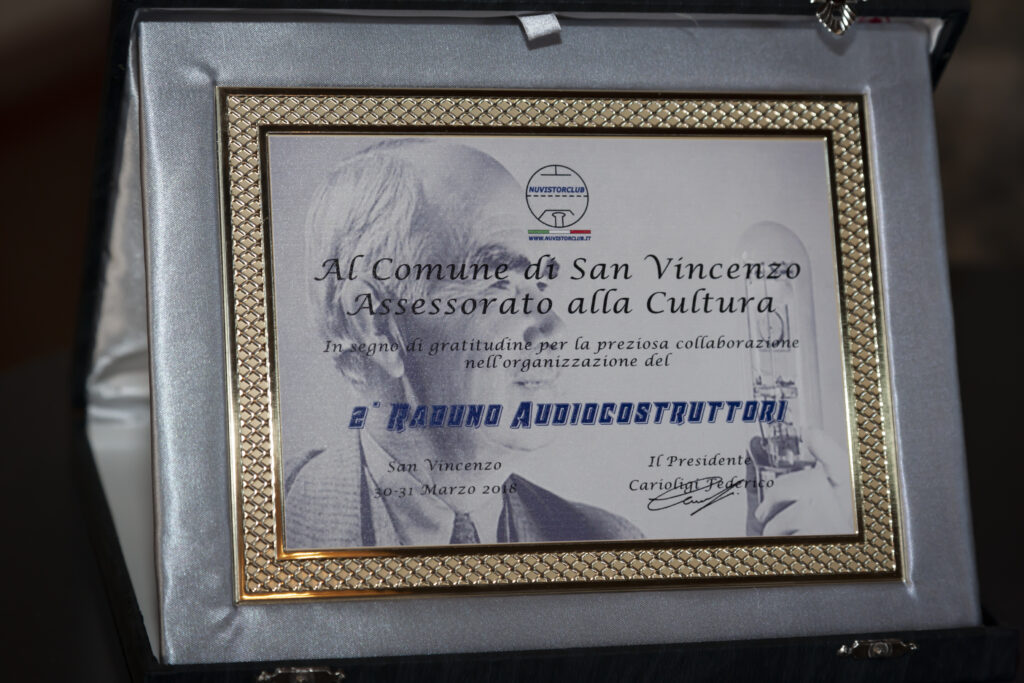 NUVISTORCLUB
WWW.NUVISTORCLUB.IT
Al Comune di San Vincenzo
Assessorato alla Cultura
In segno di gratitudine per la preziosa collaborazione
nell'organizzazione del
2° Raduno Audiocostruttori
San Vincenzo
30-31 Marzo 2018
Il Presidente
Carioligi Federico